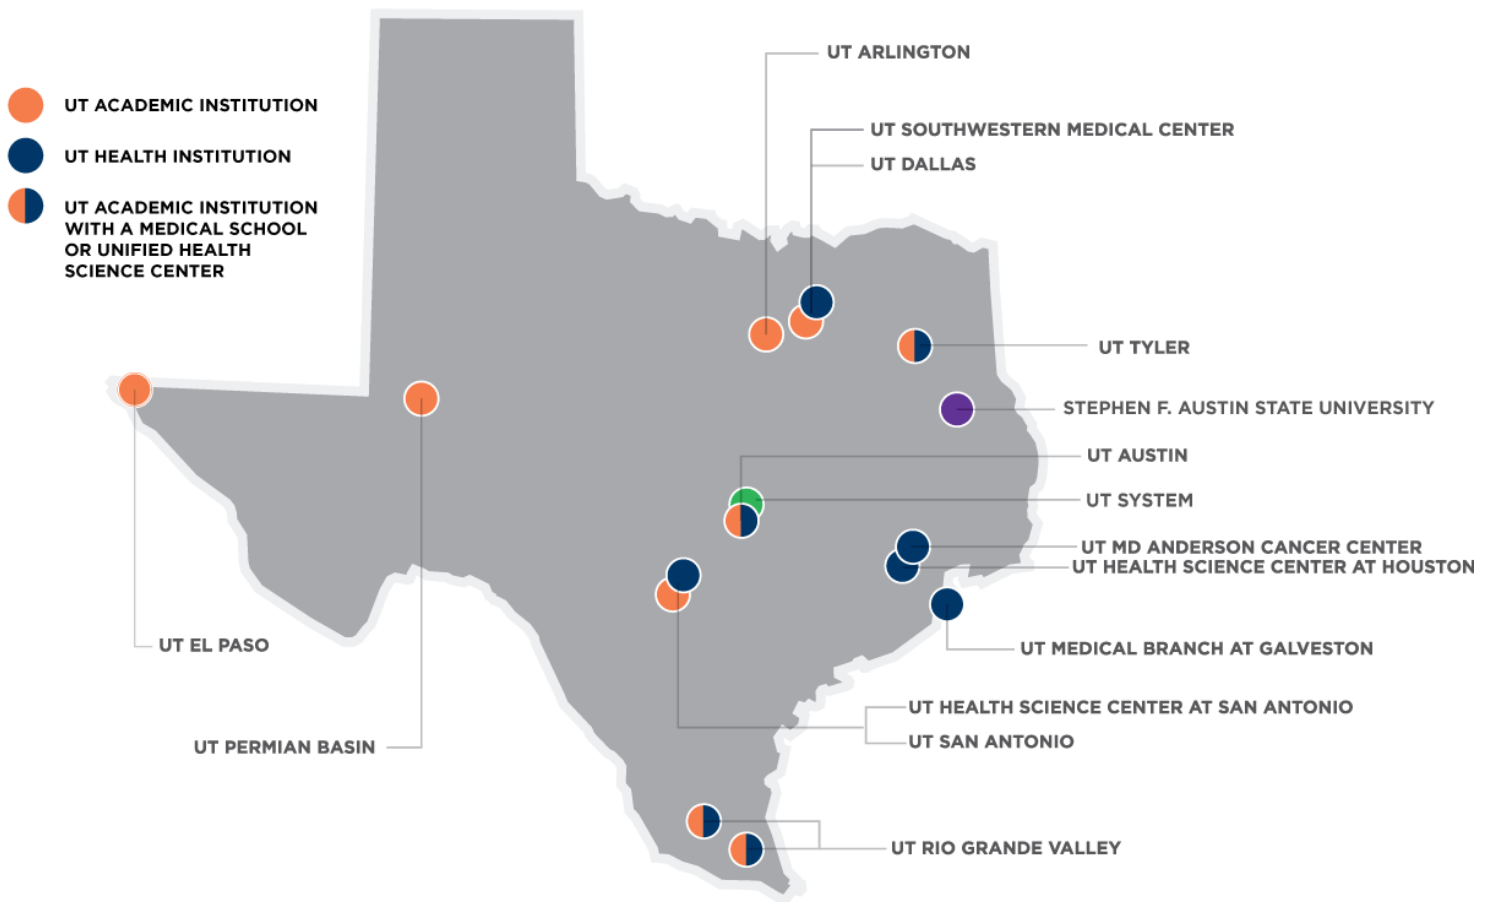 UT ARLINGTON
UT ACADEMIC INSTITUTION
UT SOUTHWESTERN MEDICAL CENTER
UT HEALTH INSTITUTION
UT DALLAS
UT ACADEMIC INSTITUTION
WITH A MEDICAL SCHOOL
OR UNIFIED HEALTH
SCIENCE CENTER
UT TYLER
STEPHEN F. AUSTIN STATE UNIVERSITY
UT AUSTIN
UT SYSTEM
UT MD ANDERSON CANCER CENTER
UT HEALTH SCIENCE CENTER AT HOUSTON
UT EL PASO
UT MEDICAL BRANCH AT GALVESTON
UT HEALTH SCIENCE CENTER AT SAN ANTONIO
UT SAN ANTONIO
UT PERMIAN BASIN
UT RIO GRANDE VALLEY